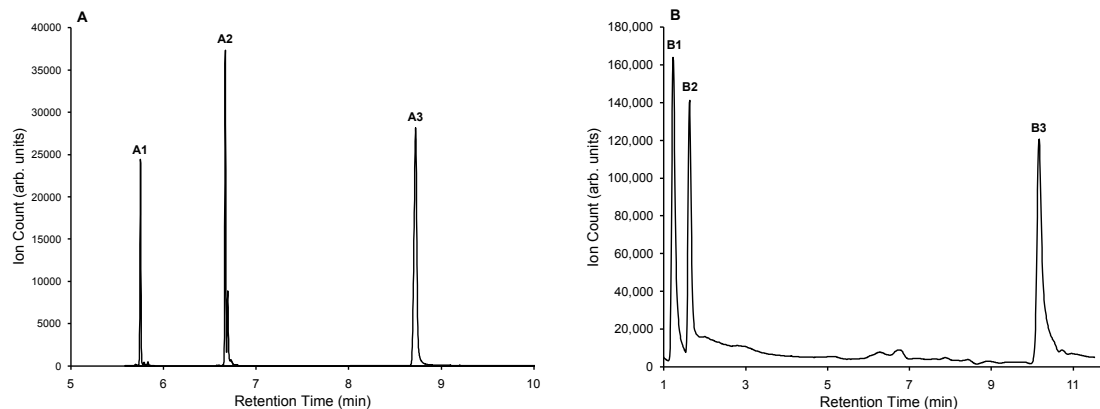 A
Ion Count (arb. units)
40000
35000
30000
25000
20000
15000
10000
5000
0
A1
A2
A3
5
6
7
8
9
10
Retention Time (min)
B
Ion Count (arb. units)
180,000
160,000
140,000
120,000
100,000
80,000
60,000
40,000
20,000
0
B1
B2
B3
1
3
5
7
9
11
Retention Time (min)